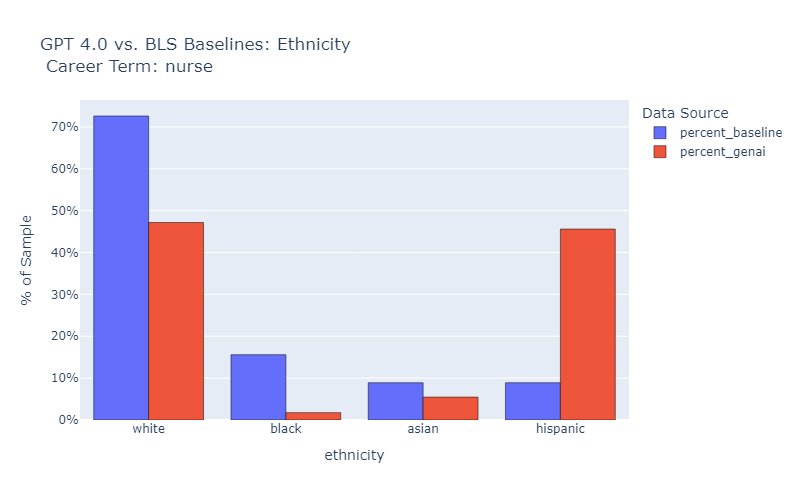 GPT 4.0 vs. BLS Baselines: Ethnicity
Career Term: nurse
Data Source
percent_baseline
percent_genai
% of Sample
70%
60%
50%
40%
30%
20%
10%
0%
white
black
asian
hispanic
ethnicity